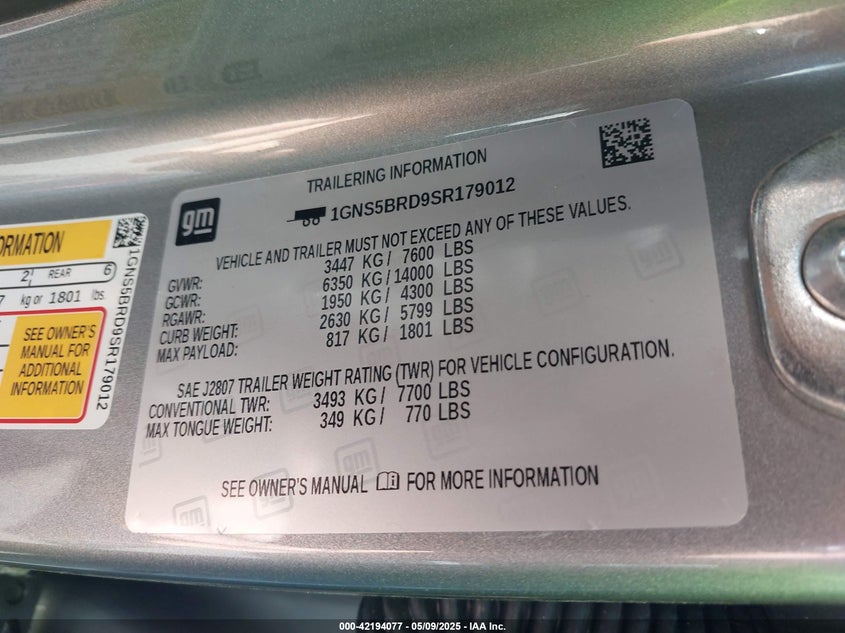 TRAILERING INFORMATION
gm
1GNS5BRD9SR179012
VEHICLE AND TRAILER MUST NOT EXCEED ANY OF THESE VALUES.
GVWR: 3447 KG / 7600 LBS
GCWR: 6350 KG / 14000 LBS
RGAWR: 1950 KG / 4300 LBS
CURB WEIGHT: 2630 KG / 5799 LBS
MAX PAYLOAD: 817 KG / 1801 LBS
SAE J2807 TRAILER WEIGHT RATING (TWR) FOR VEHICLE CONFIGURATION.
CONVENTIONAL TWR: 3493 KG / 7700 LBS
MAX TONGUE WEIGHT: 349 KG / 770 LBS
SEE OWNER'S MANUAL FOR MORE INFORMATION
REAR 6
kg or 1801 lbs.
SEE OWNER'S
MANUAL FOR
ADDITIONAL
INFORMATION
1GNS5BRD9SR179012
000-42194077 - 05/09/2025 - IAA Inc.